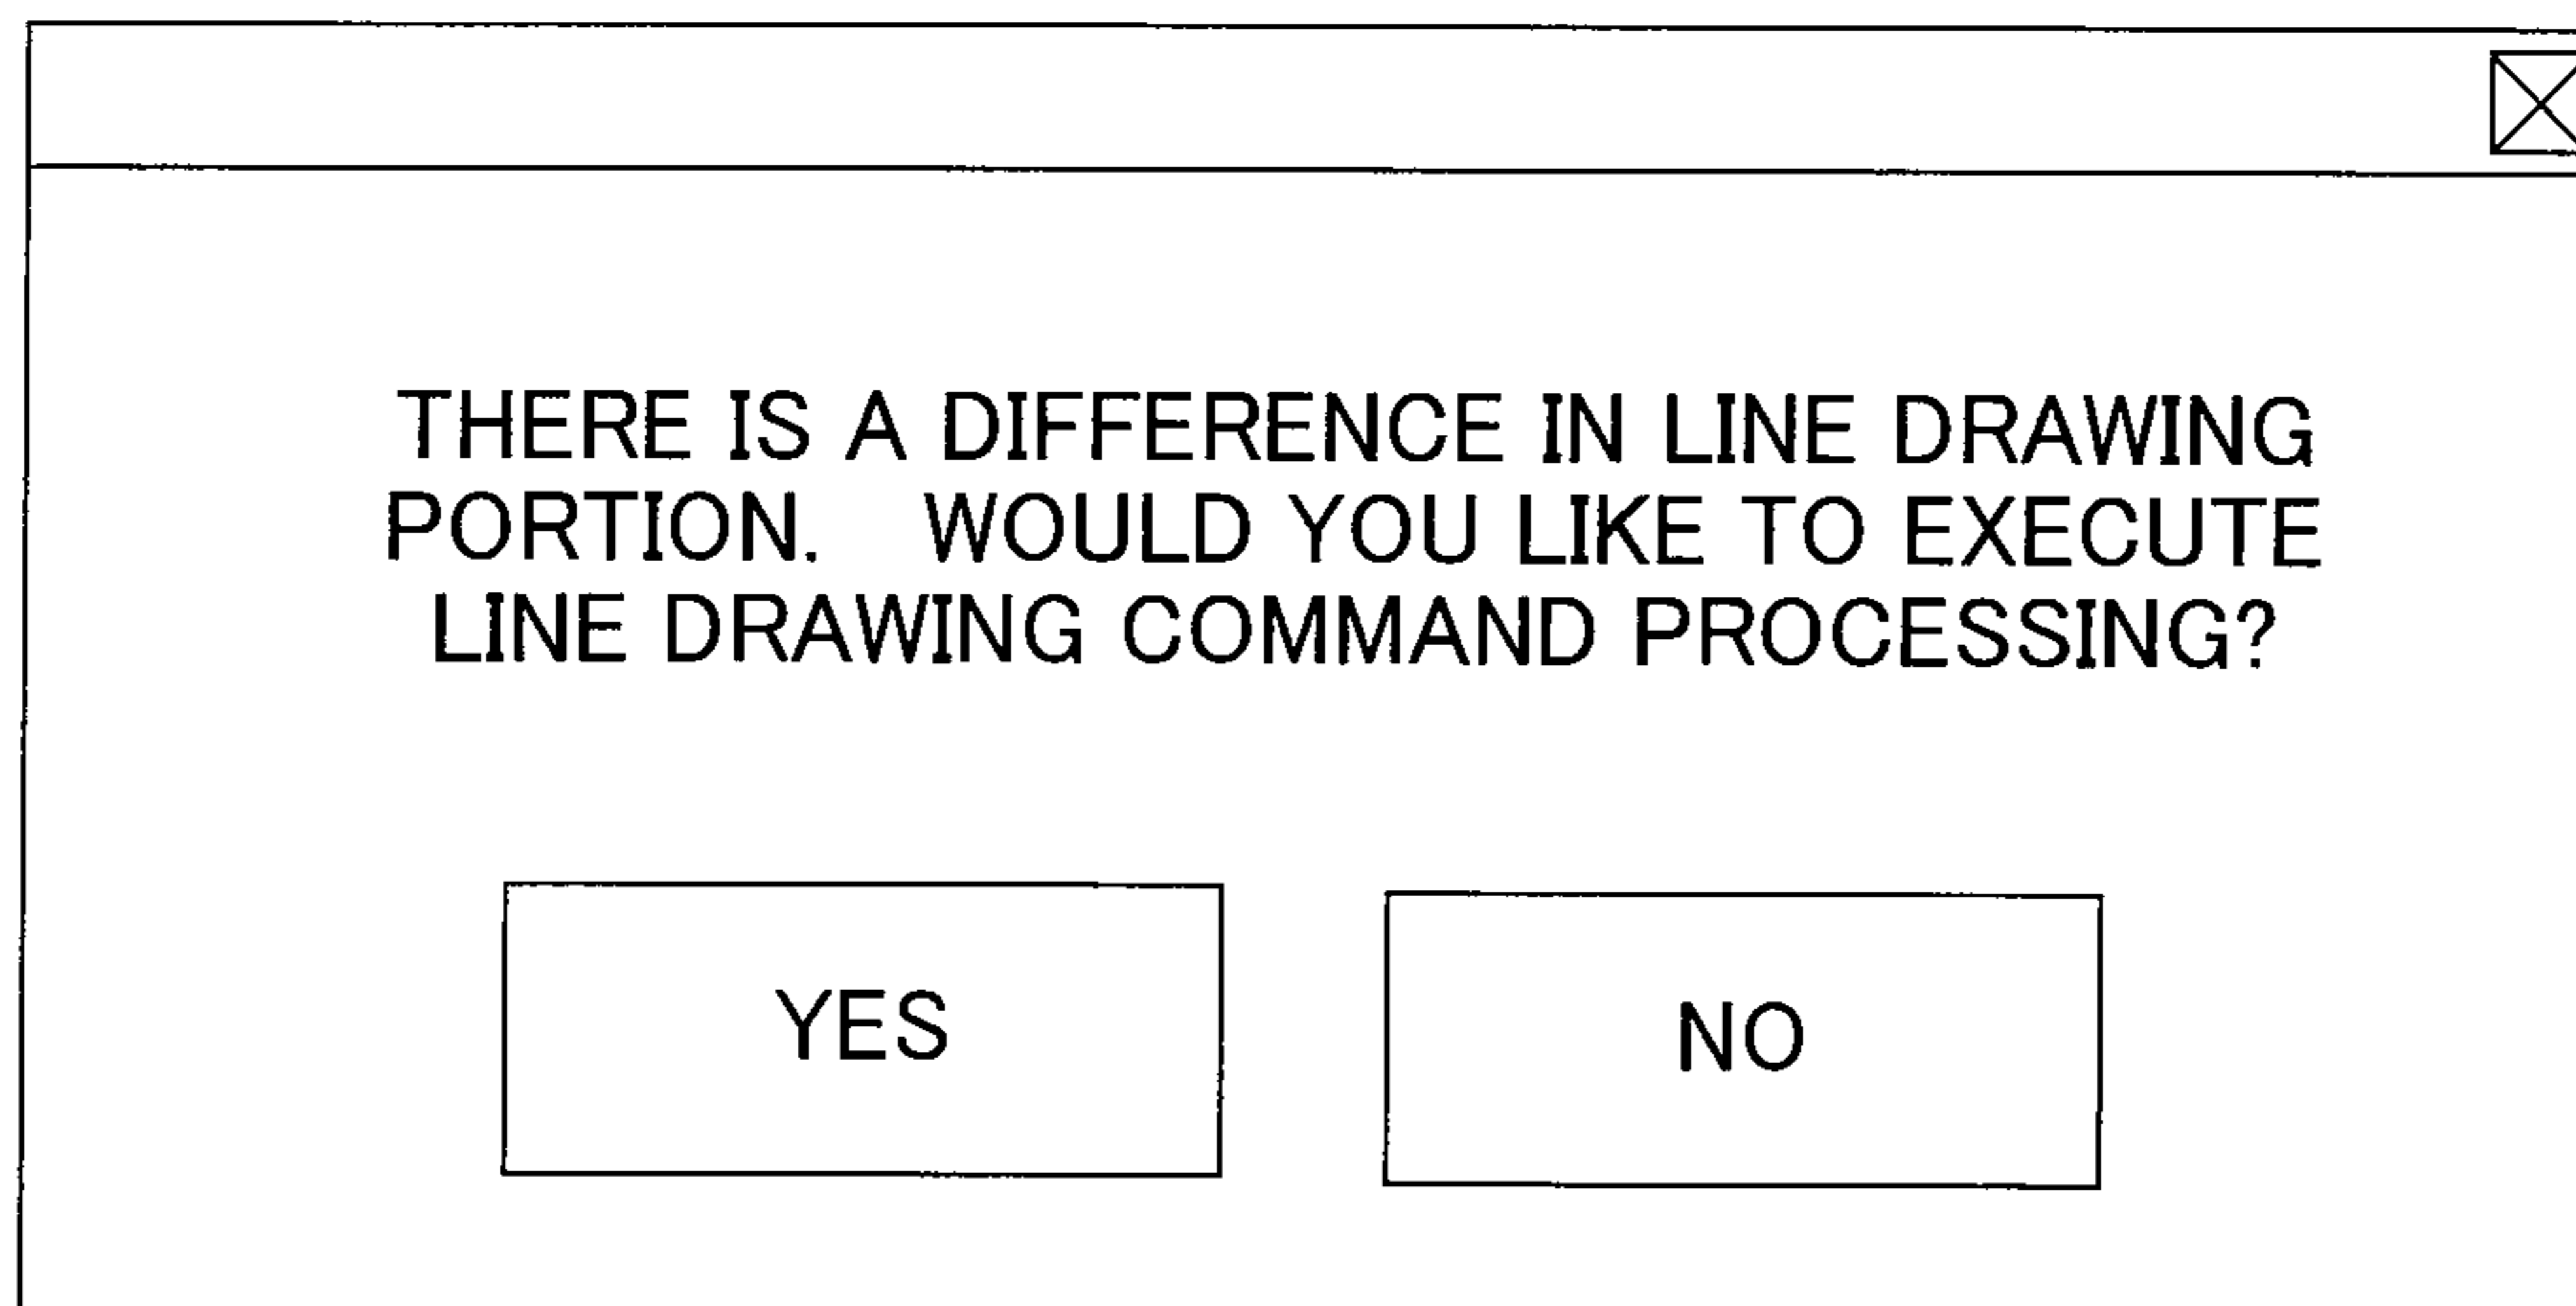 THERE IS A DIFFERENCE IN LINE DRAWING
PORTION. WOULD YOU LIKE TO EXECUTE
LINE DRAWING COMMAND PROCESSING?
YES
NO